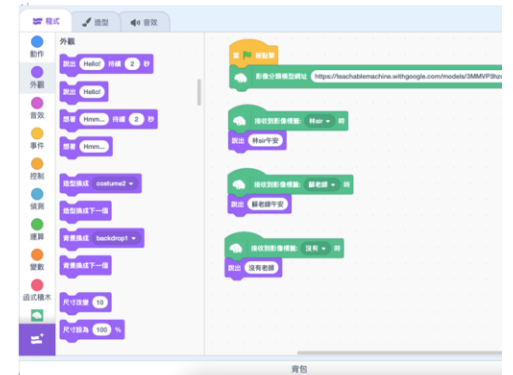 程式 造型 音效
動作
外觀
音效
事件
控制
偵測
運算
變數
函式積木
外觀
說出 Hello! 持續 2 秒
說出 Hello!
想著 Hmm... 持續 2 秒
想著 Hmm...
造型換成 costume2
造型換成下一個
背景換成 backdrop1
背景換成下一個
尺寸改變 10
尺寸設為 100 %
當 被點擊
影像分類模型網址 https://teachablemachine.withgoogle.com/models/
接收到影像標籤: 林sir 時
說出 林sir午安
接收到影像標籤: 蘇老師 時
說出 蘇老師午安
接收到影像標籤: 沒有 時
說出 沒有老師
背包